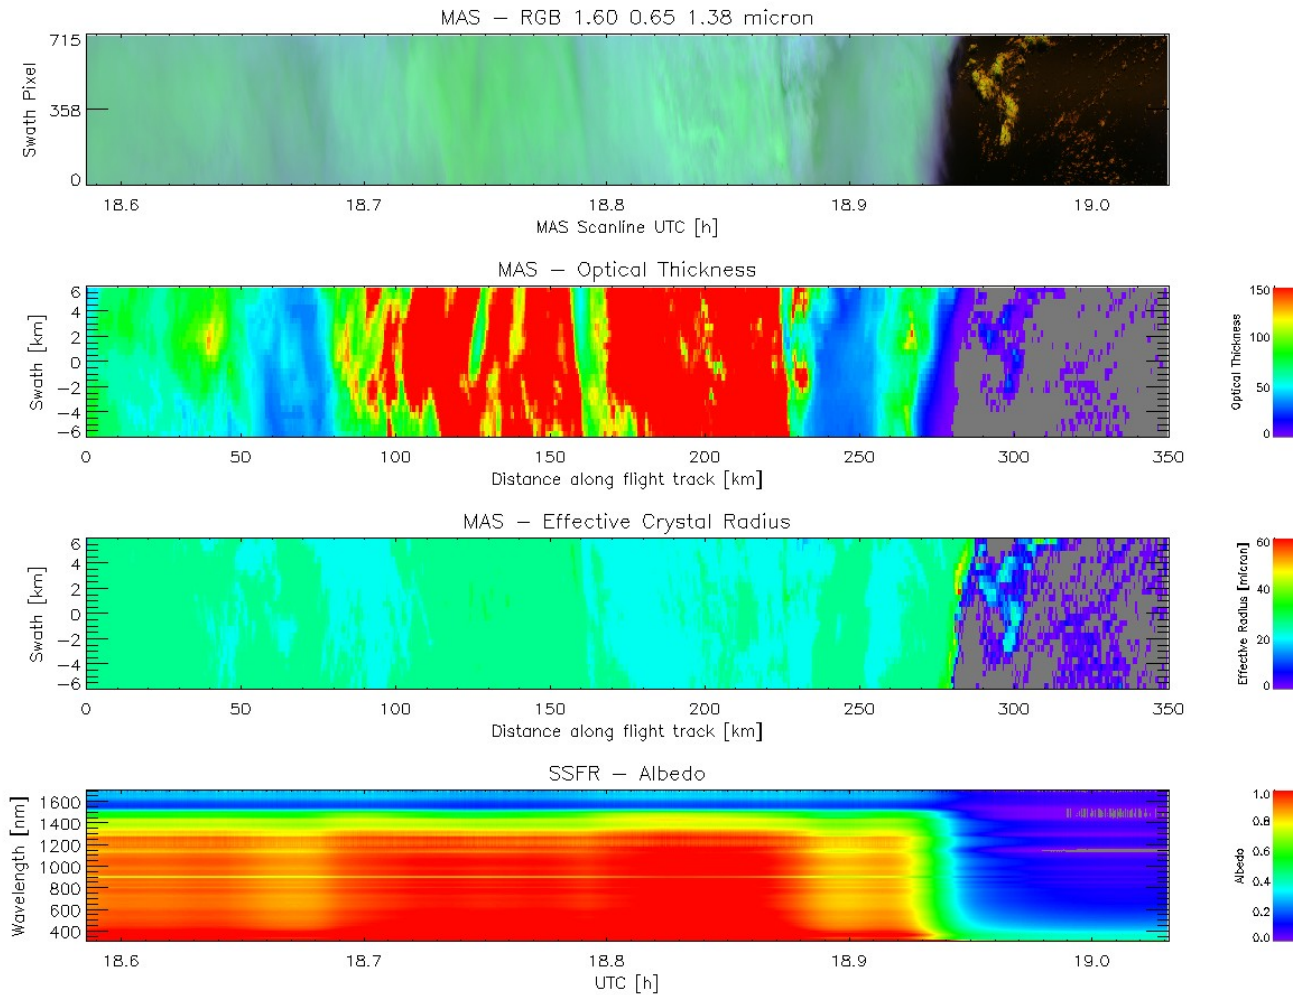 MAS – RGB 1.60 0.65 1.38 micron
715
358
0
Swath Pixel
18.6 18.7 18.8 18.9 19.0
MAS Scanline UTC [h]
MAS – Optical Thickness
6
4
2
0
−2
−4
−6
Swath [km]
0 50 100 150 200 250 300 350
Distance along flight track [km]
150
100
50
0
Optical Thickness
MAS – Effective Crystal Radius
6
4
2
0
−2
−4
−6
Swath [km]
0 50 100 150 200 250 300 350
Distance along flight track [km]
60
40
20
0
Effective Radius [micron]
SSFR – Albedo
1600
1400
1200
1000
800
600
400
Wavelength [nm]
18.6 18.7 18.8 18.9 19.0
UTC [h]
1.0
0.8
0.6
0.4
0.2
0.0
Albedo